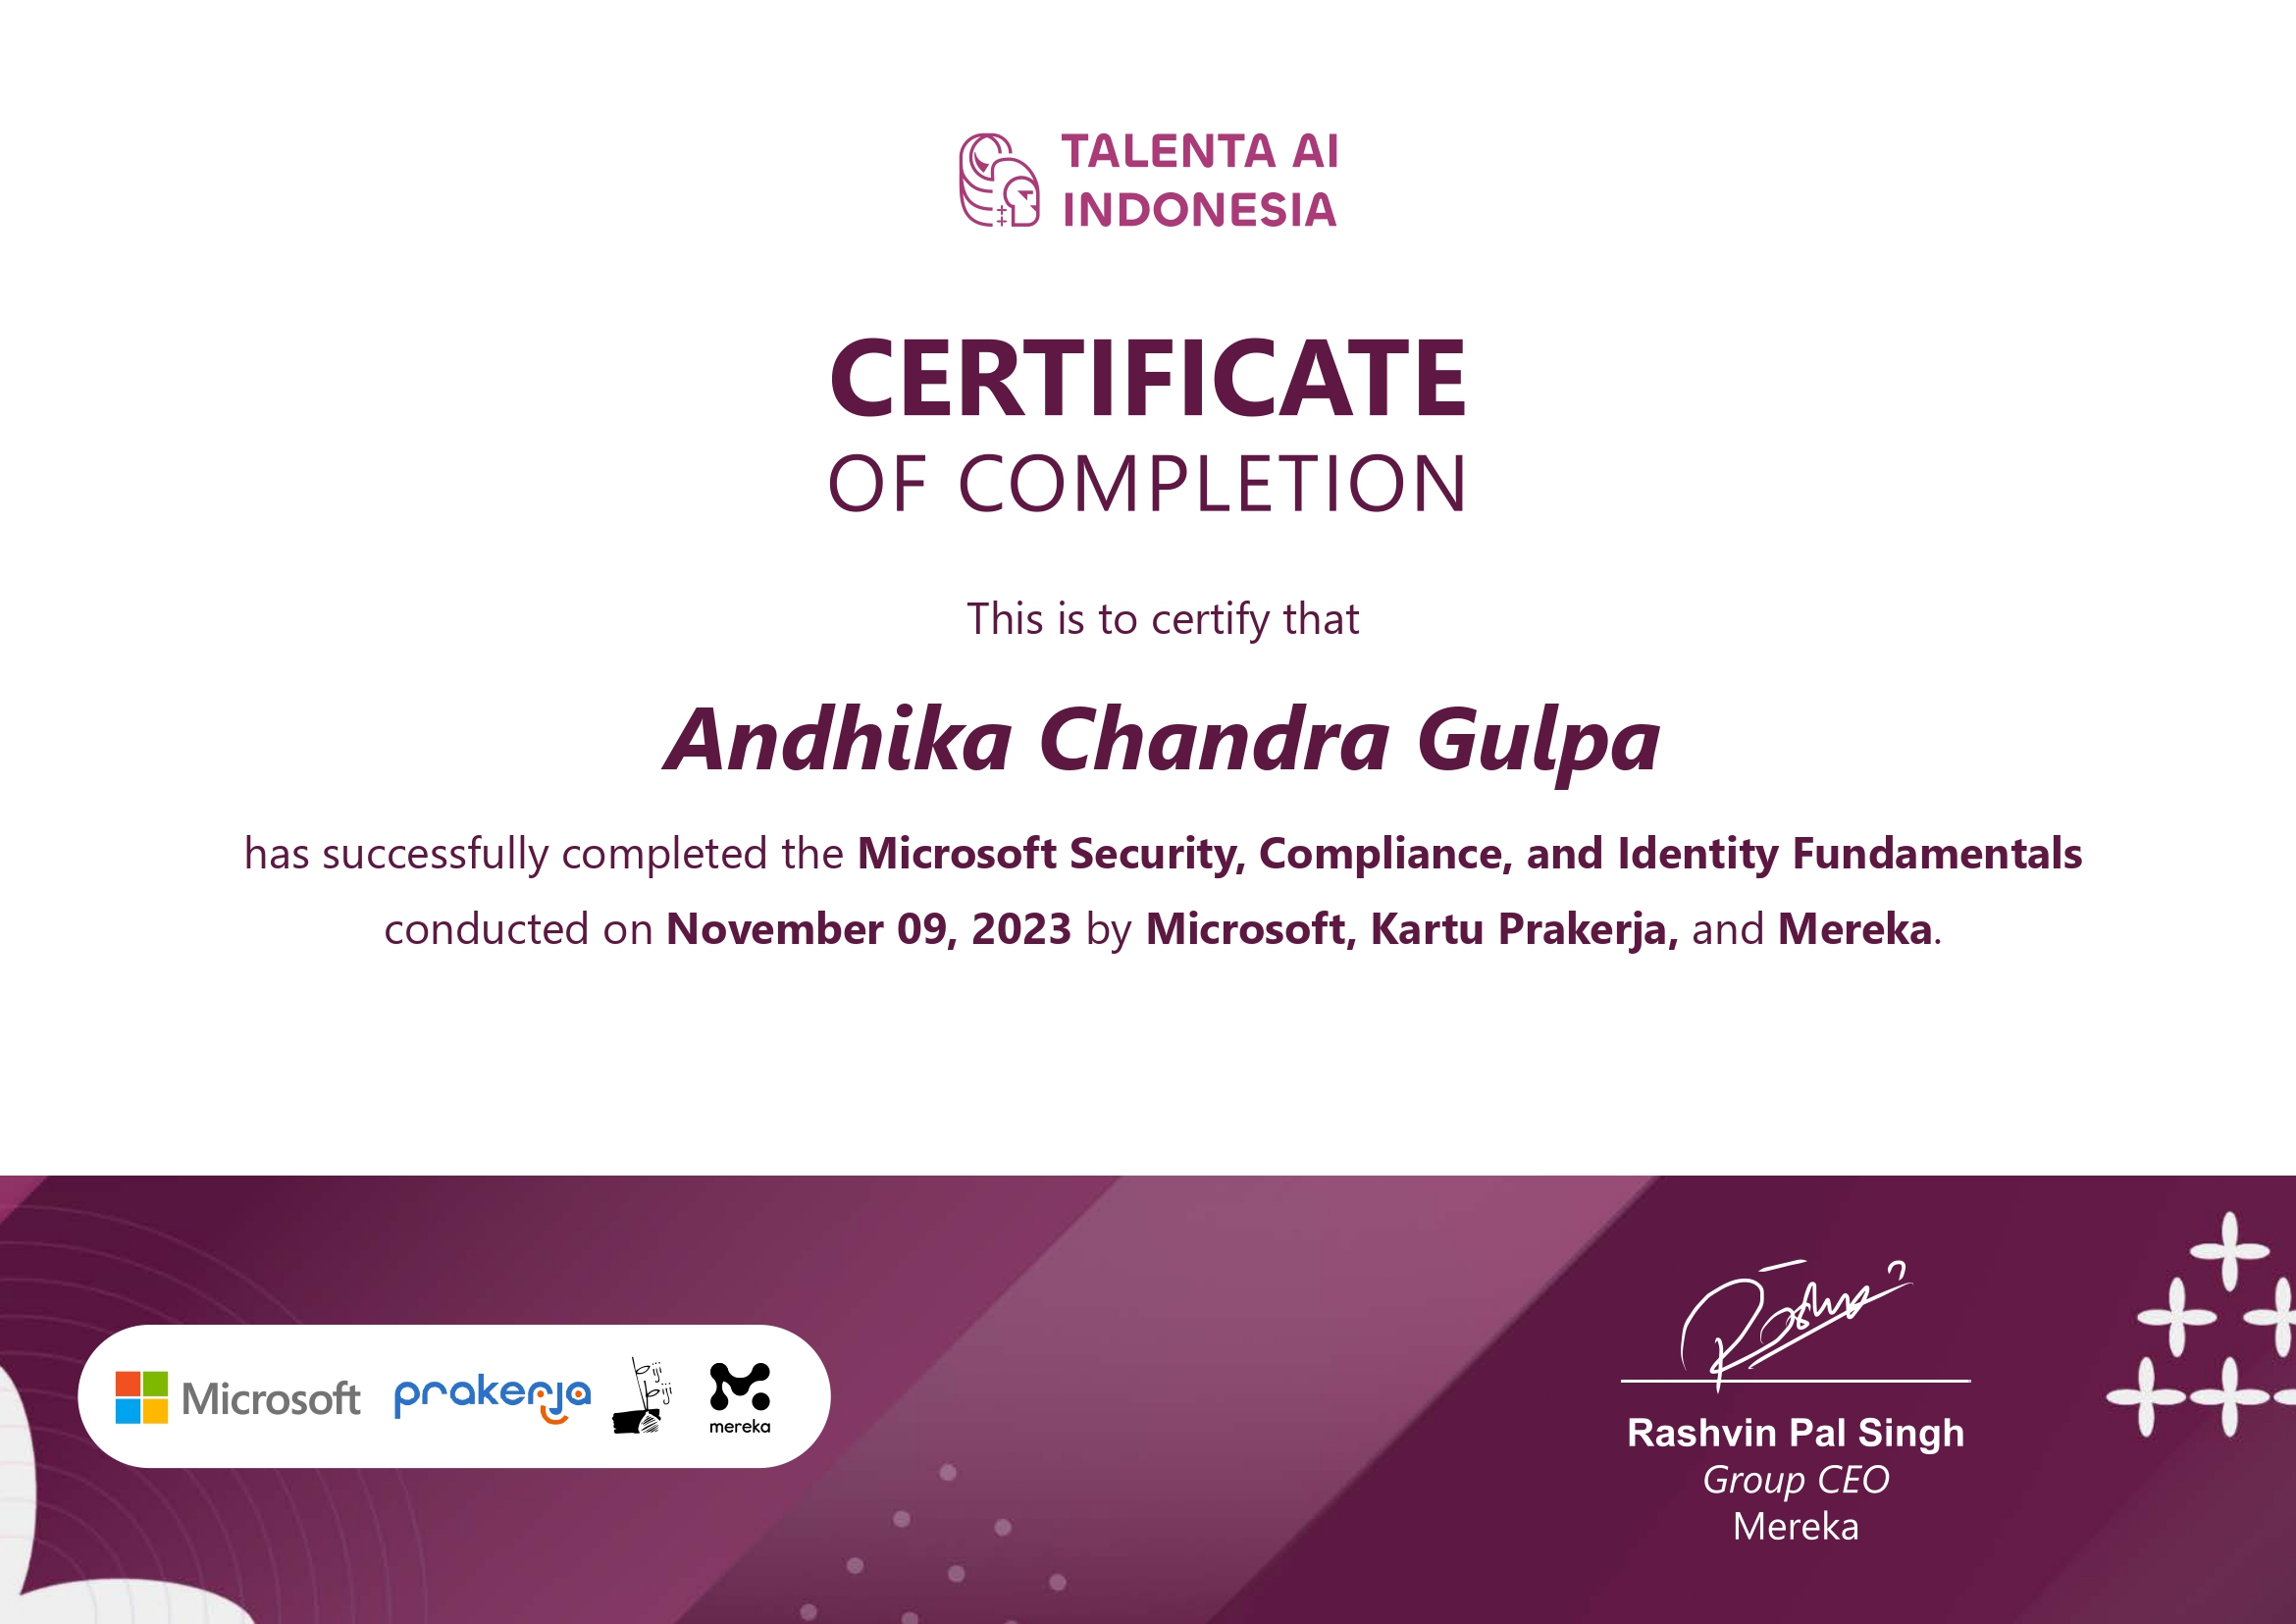 TALENTA AI
INDONESIA
CERTIFICATE
OF COMPLETION
This is to certify that
Andhika Chandra Gulpa
has successfully completed the Microsoft Security, Compliance, and Identity Fundamentals
conducted on November 09, 2023 by Microsoft, Kartu Prakerja, and Mereka.
Microsoft
prakerja
mereka
Rashvin Pal Singh
Group CEO
Mereka